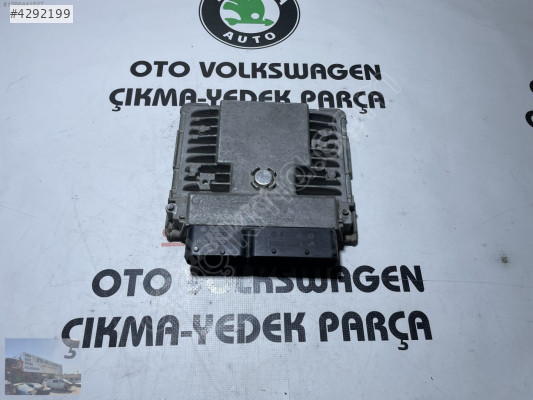 #4292199
AUTO
OTO VOLKSWAGEN
ÇIKMA-YEDEK PARÇA
OTO VOLKSWAGEN
ÇIKMA-YEDEK PARÇA